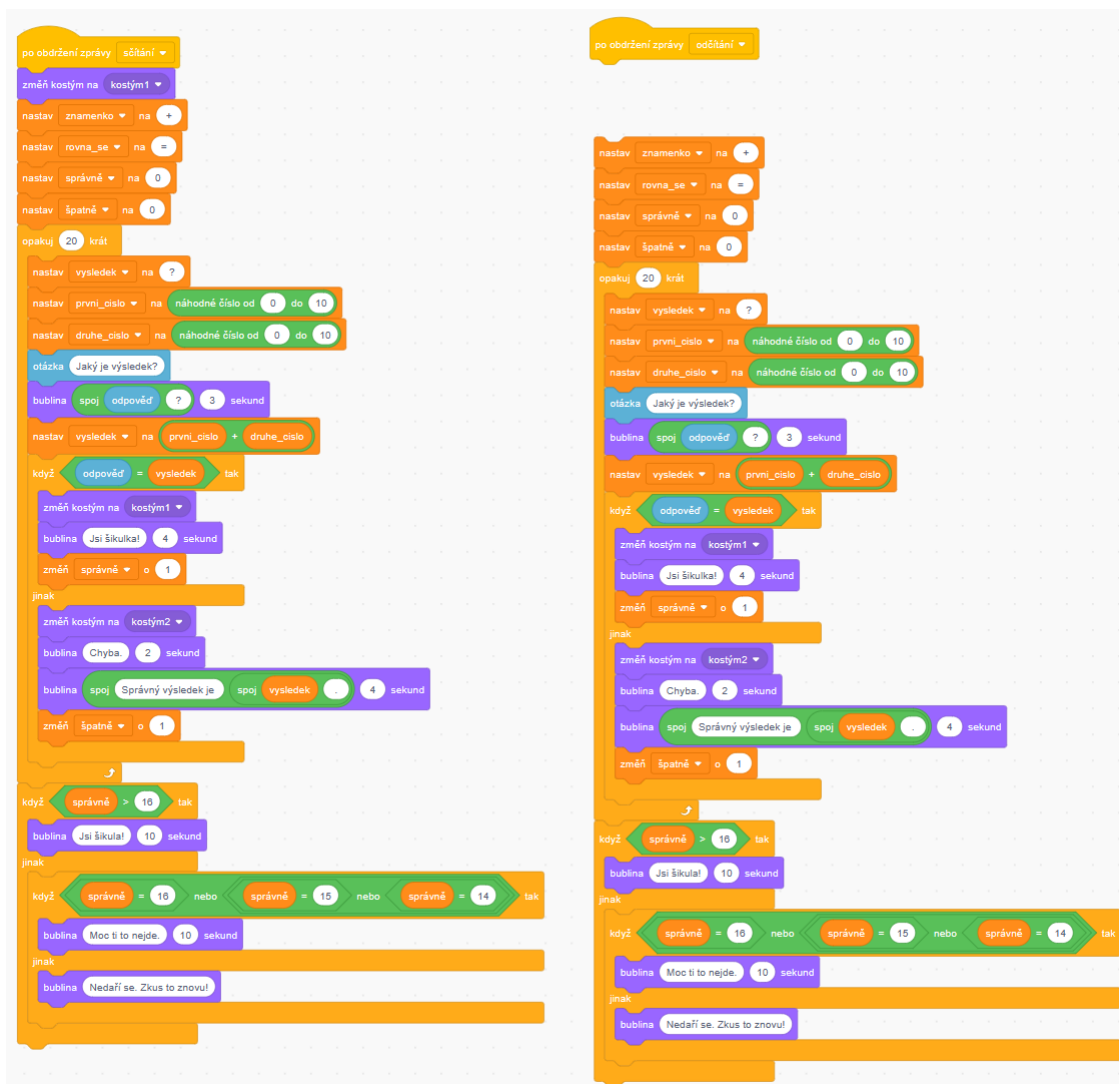 po obdržení zprávy sčítání
změň kostým na kostým1
nastav znamenko na +
nastav rovna_se na =
nastav správně na 0
nastav špatně na 0
opakuj 20 krát
nastav vysledek na ?
nastav prvni_cislo na náhodné číslo od 0 do 10
nastav druhe_cislo na náhodné číslo od 0 do 10
otázka Jaký je výsledek?
bublina spoj odpověď ? 3 sekund
nastav vysledek na prvni_cislo + druhe_cislo
když odpověď = vysledek tak
změň kostým na kostým1
bublina Jsi šikulka! 4 sekund
změň správně o 1
jinak
změň kostým na kostým2
bublina Chyba. 2 sekund
bublina spoj Správný výsledek je spoj vysledek . 4 sekund
změň špatně o 1
když správně > 16 tak
bublina Jsi šikula! 10 sekund
jinak
když správně = 16 nebo správně = 15 nebo správně = 14 tak
bublina Moc ti to nejde. 10 sekund
jinak
bublina Nedaří se. Zkus to znovu!
po obdržení zprávy odčítání
nastav znamenko na +
nastav rovna_se na =
nastav správně na 0
nastav špatně na 0
opakuj 20 krát
nastav vysledek na ?
nastav prvni_cislo na náhodné číslo od 0 do 10
nastav druhe_cislo na náhodné číslo od 0 do 10
otázka Jaký je výsledek?
bublina spoj odpověď ? 3 sekund
nastav vysledek na prvni_cislo + druhe_cislo
když odpověď = vysledek tak
změň kostým na kostým1
bublina Jsi šikulka! 4 sekund
změň správně o 1
jinak
změň kostým na kostým2
bublina Chyba. 2 sekund
bublina spoj Správný výsledek je spoj vysledek . 4 sekund
změň špatně o 1
když správně > 16 tak
bublina Jsi šikula! 10 sekund
jinak
když správně = 16 nebo správně = 15 nebo správně = 14 tak
bublina Moc ti to nejde. 10 sekund
jinak
bublina Nedaří se. Zkus to znovu!